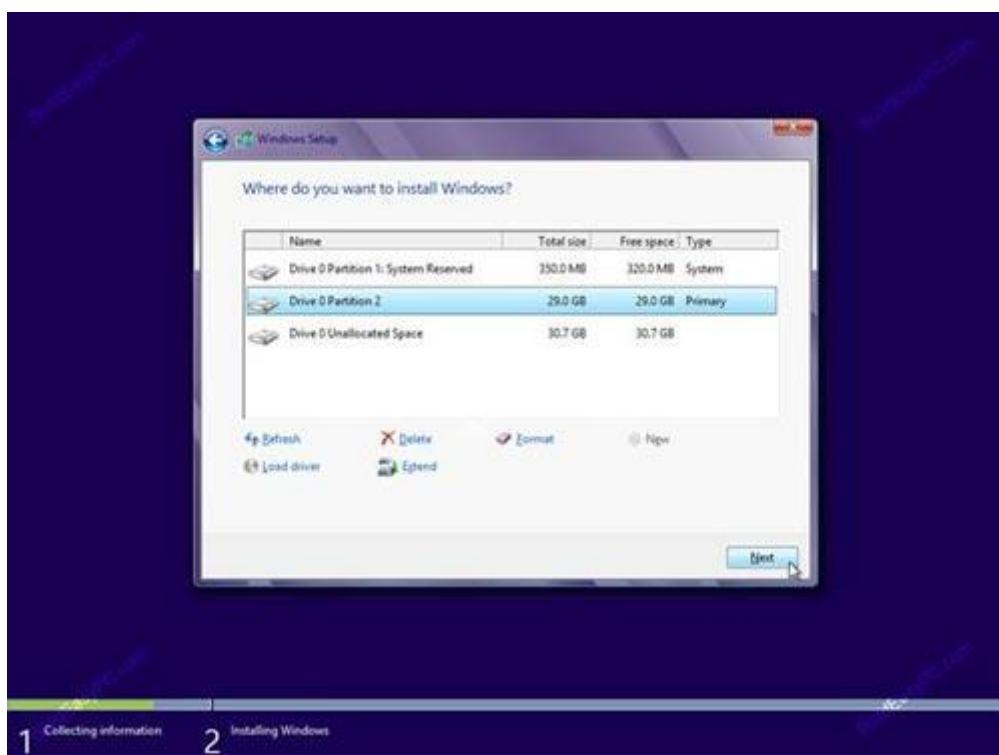 Windows Setup
Where do you want to install Windows?
Name Total size Free space Type
Drive 0 Partition 1: System Reserved 350.0 MB 320.0 MB System
Drive 0 Partition 2 29.0 GB 29.0 GB Primary
Drive 0 Unallocated Space 30.7 GB 30.7 GB
Refresh Delete Format New
Load driver Extend
Next
1 Collecting information 2 Installing Windows